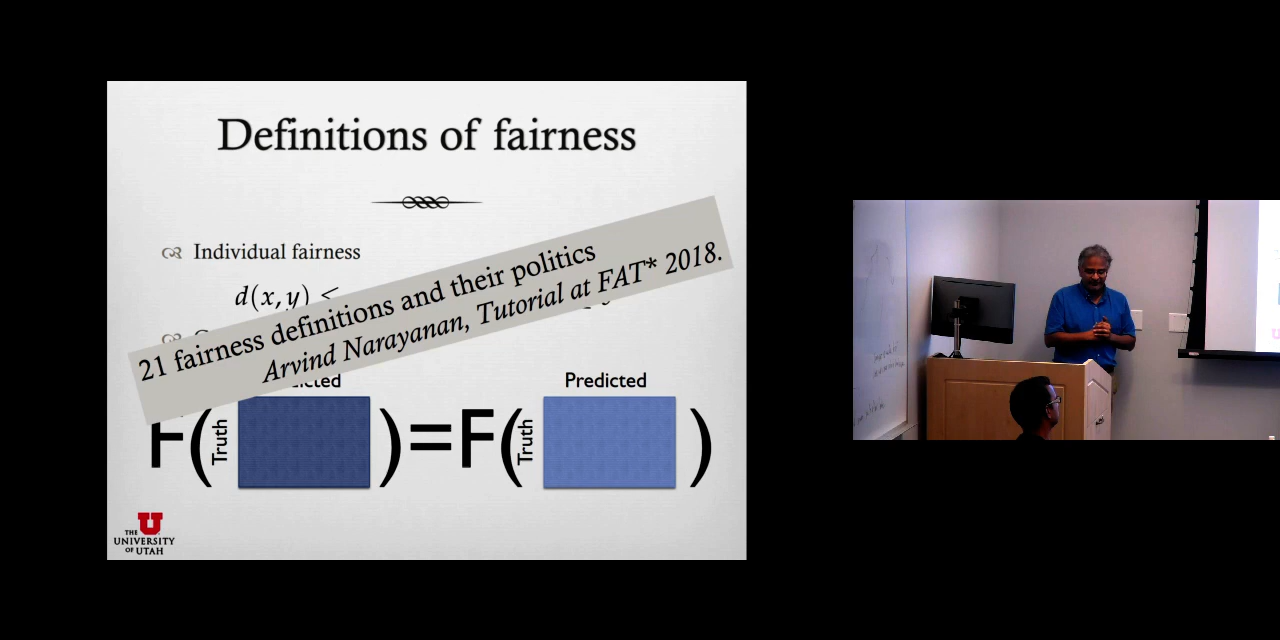 Definitions of fairness
Individual fairness
d(x, y) ≤
21 fairness definitions and their politics
Arvind Narayanan, Tutorial at FAT* 2018.
Predicted
F(Truth)=F(Truth)
THE
UNIVERSITY
OF UTAH